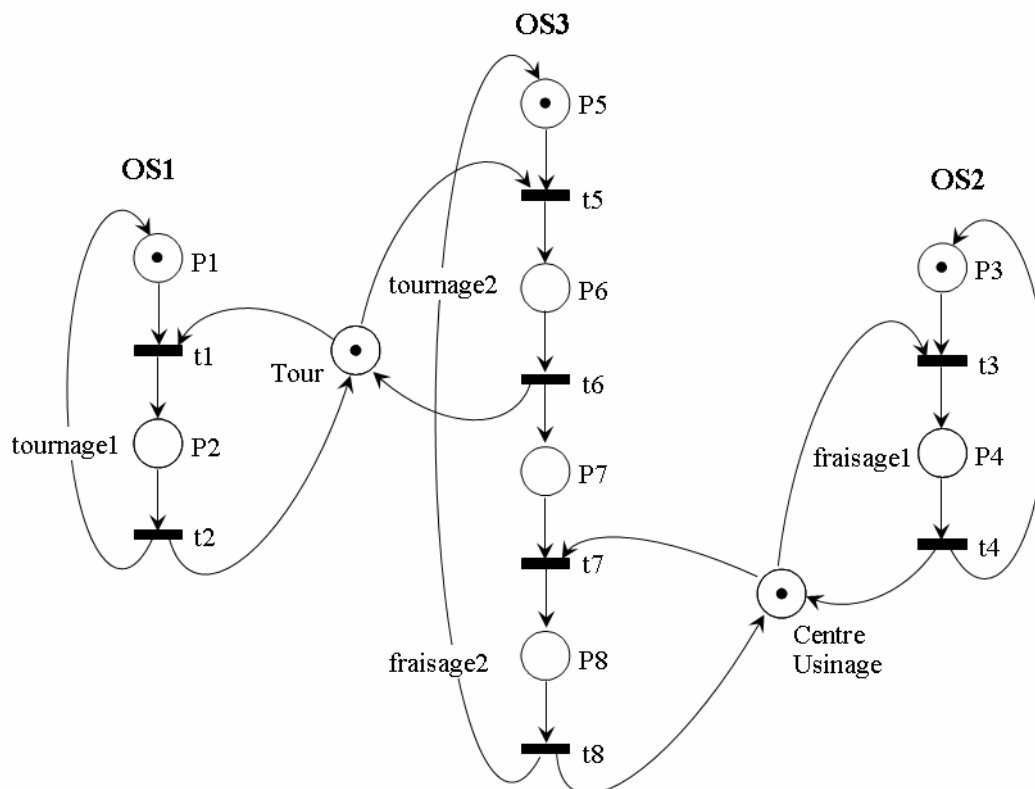 OS3
P5
OS1
OS2
t5
P1
P3
tournage2
P6
t1
Tour
t3
t6
tournage1
P2
fraisage1
P4
P7
t2
t7
t4
Centre
Usinage
P8
fraisage2
t8